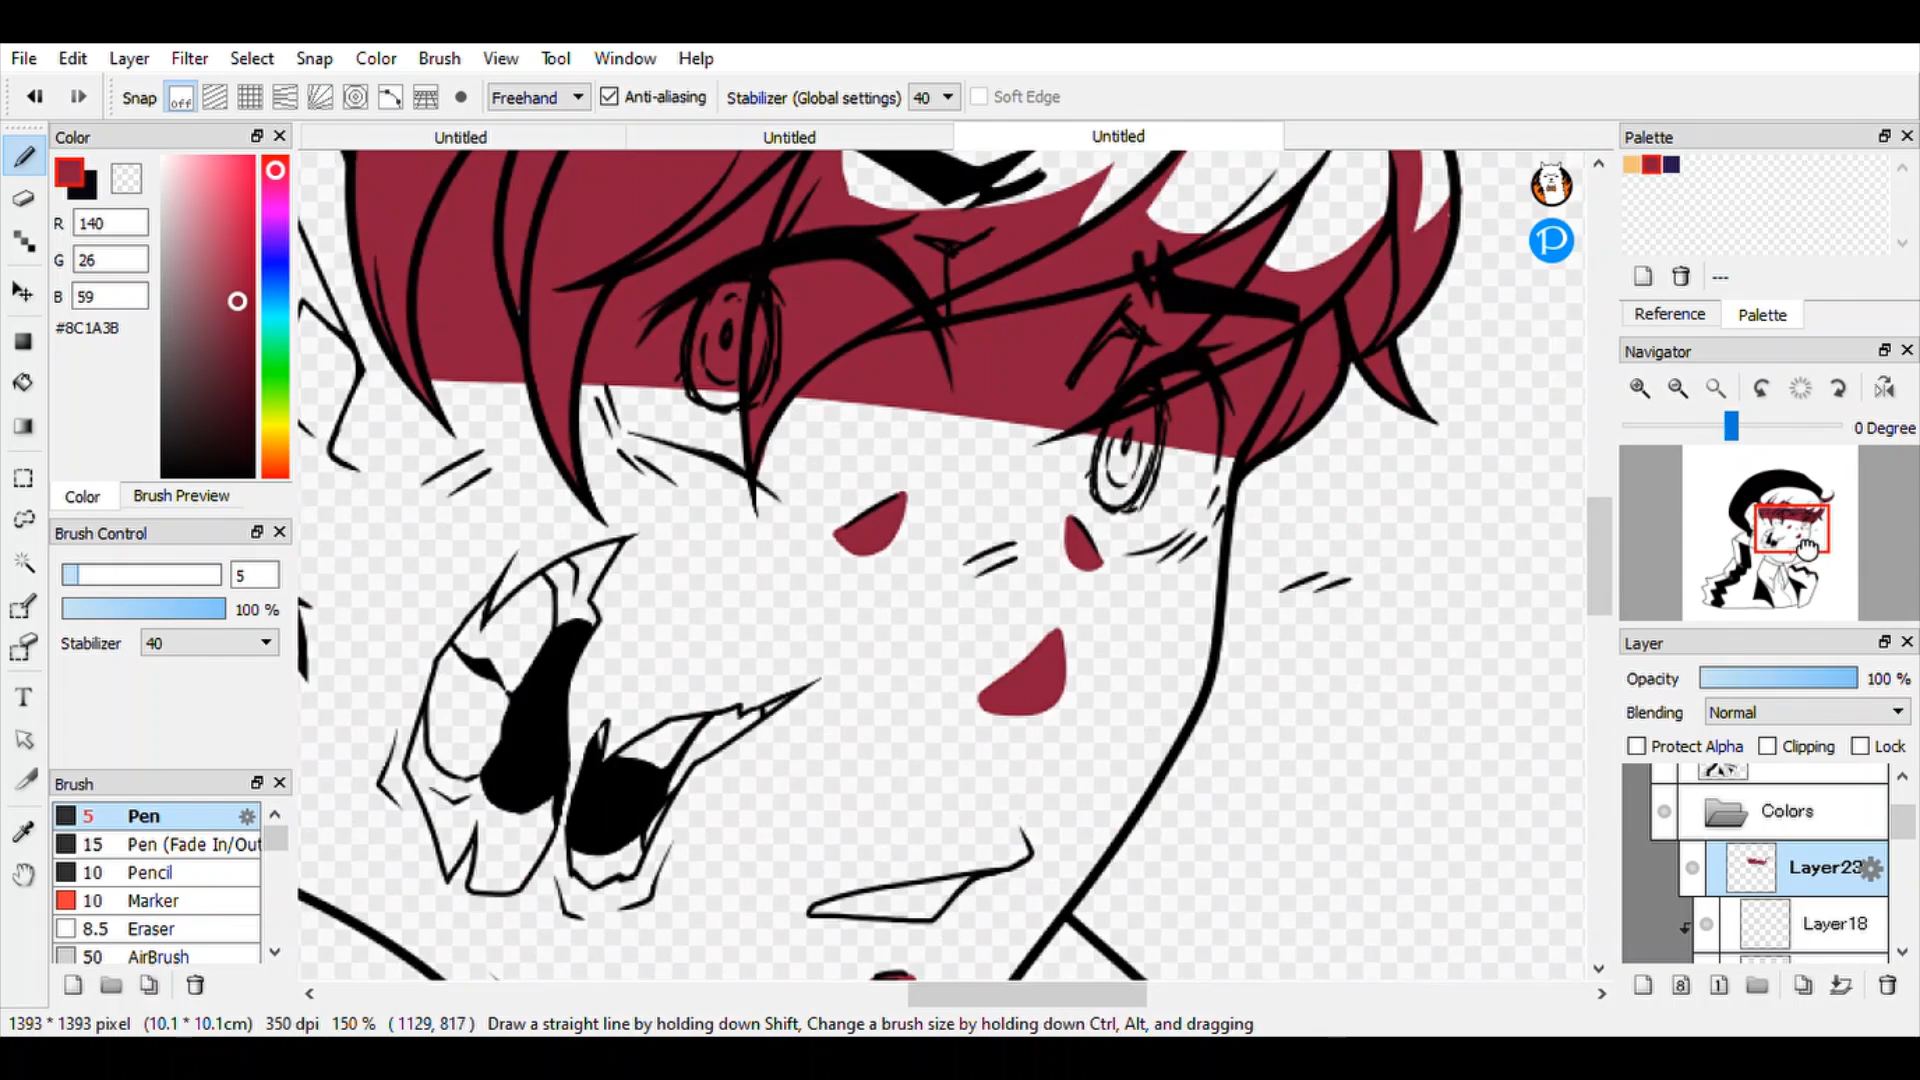 File Edit Layer Filter Select Snap Color Brush View Tool Window Help
Snap off Freehand Anti-aliasing Stabilizer (Global settings) 40 Soft Edge
Color
Untitled Untitled Untitled
Palette
R 140
G 26
B 59
#8C1A3B
---
Reference Palette
Navigator
0 Degree
Color Brush Preview
Brush Control
5
100 %
Stabilizer 40
Layer
Opacity 100 %
Blending Normal
Protect Alpha Clipping Lock
Colors
Layer23
Layer18
Brush
5 Pen
15 Pen (Fade In/Out
10 Pencil
10 Marker
8.5 Eraser
50 AirBrush
T
P
8 1
1393 * 1393 pixel (10.1 * 10.1cm) 350 dpi 150 % ( 1129, 817 ) Draw a straight line by holding down Shift, Change a brush size by holding down Ctrl, Alt, and dragging